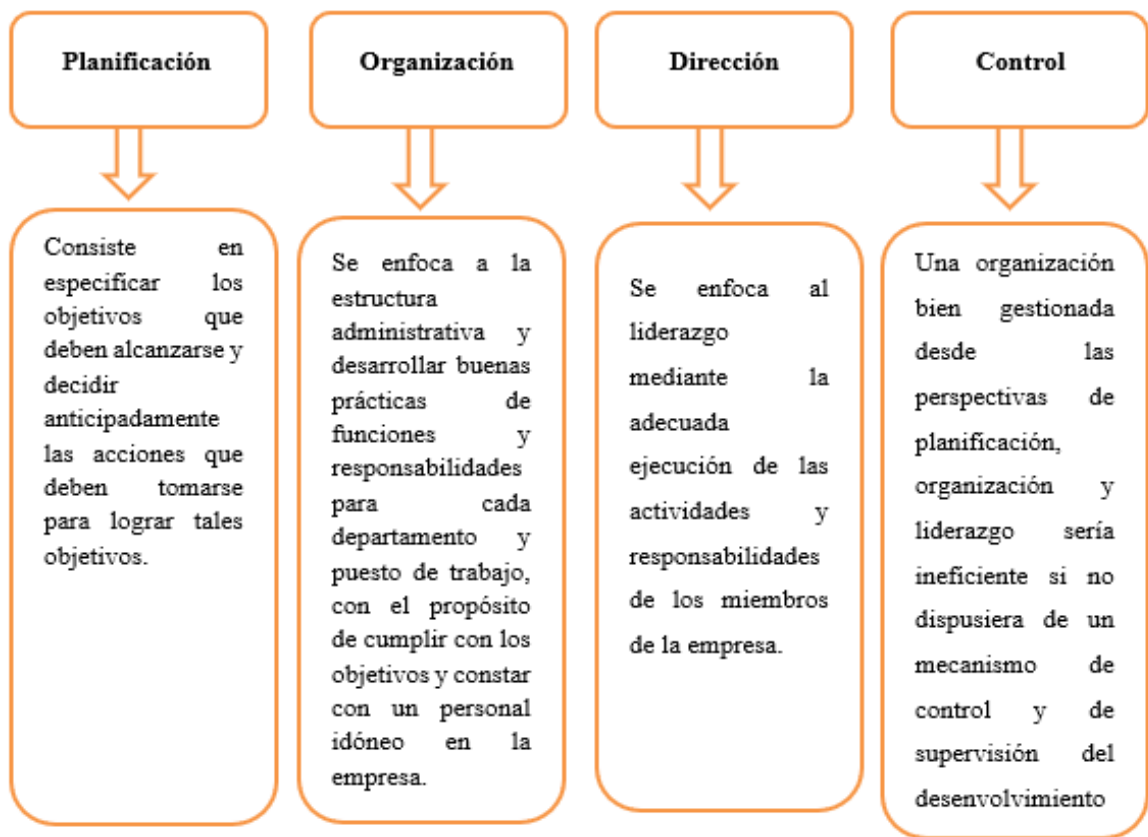 Planificación
Organización
Dirección
Control
Consiste en
especificar los
objetivos que
deben alcanzarse y
decidir
anticipadamente
las acciones que
deben tomarse
para lograr tales
objetivos.
Se enfoca a la
estructura
administrativa y
desarrollar buenas
prácticas de
funciones y
responsabilidades
para cada
departamento y
puesto de trabajo,
con el propósito
de cumplir con los
objetivos y constar
con un personal
idóneo en la
empresa.
Se enfoca al
liderazgo
mediante la
adecuada
ejecución de las
actividades y
responsabilidades
de los miembros
de la empresa.
Una organización
bien gestionada
desde las
perspectivas de
planificación,
organización y
liderazgo sería
ineficiente si no
dispusiera de un
mecanismo de
control y de
supervisión del
desenvolvimiento